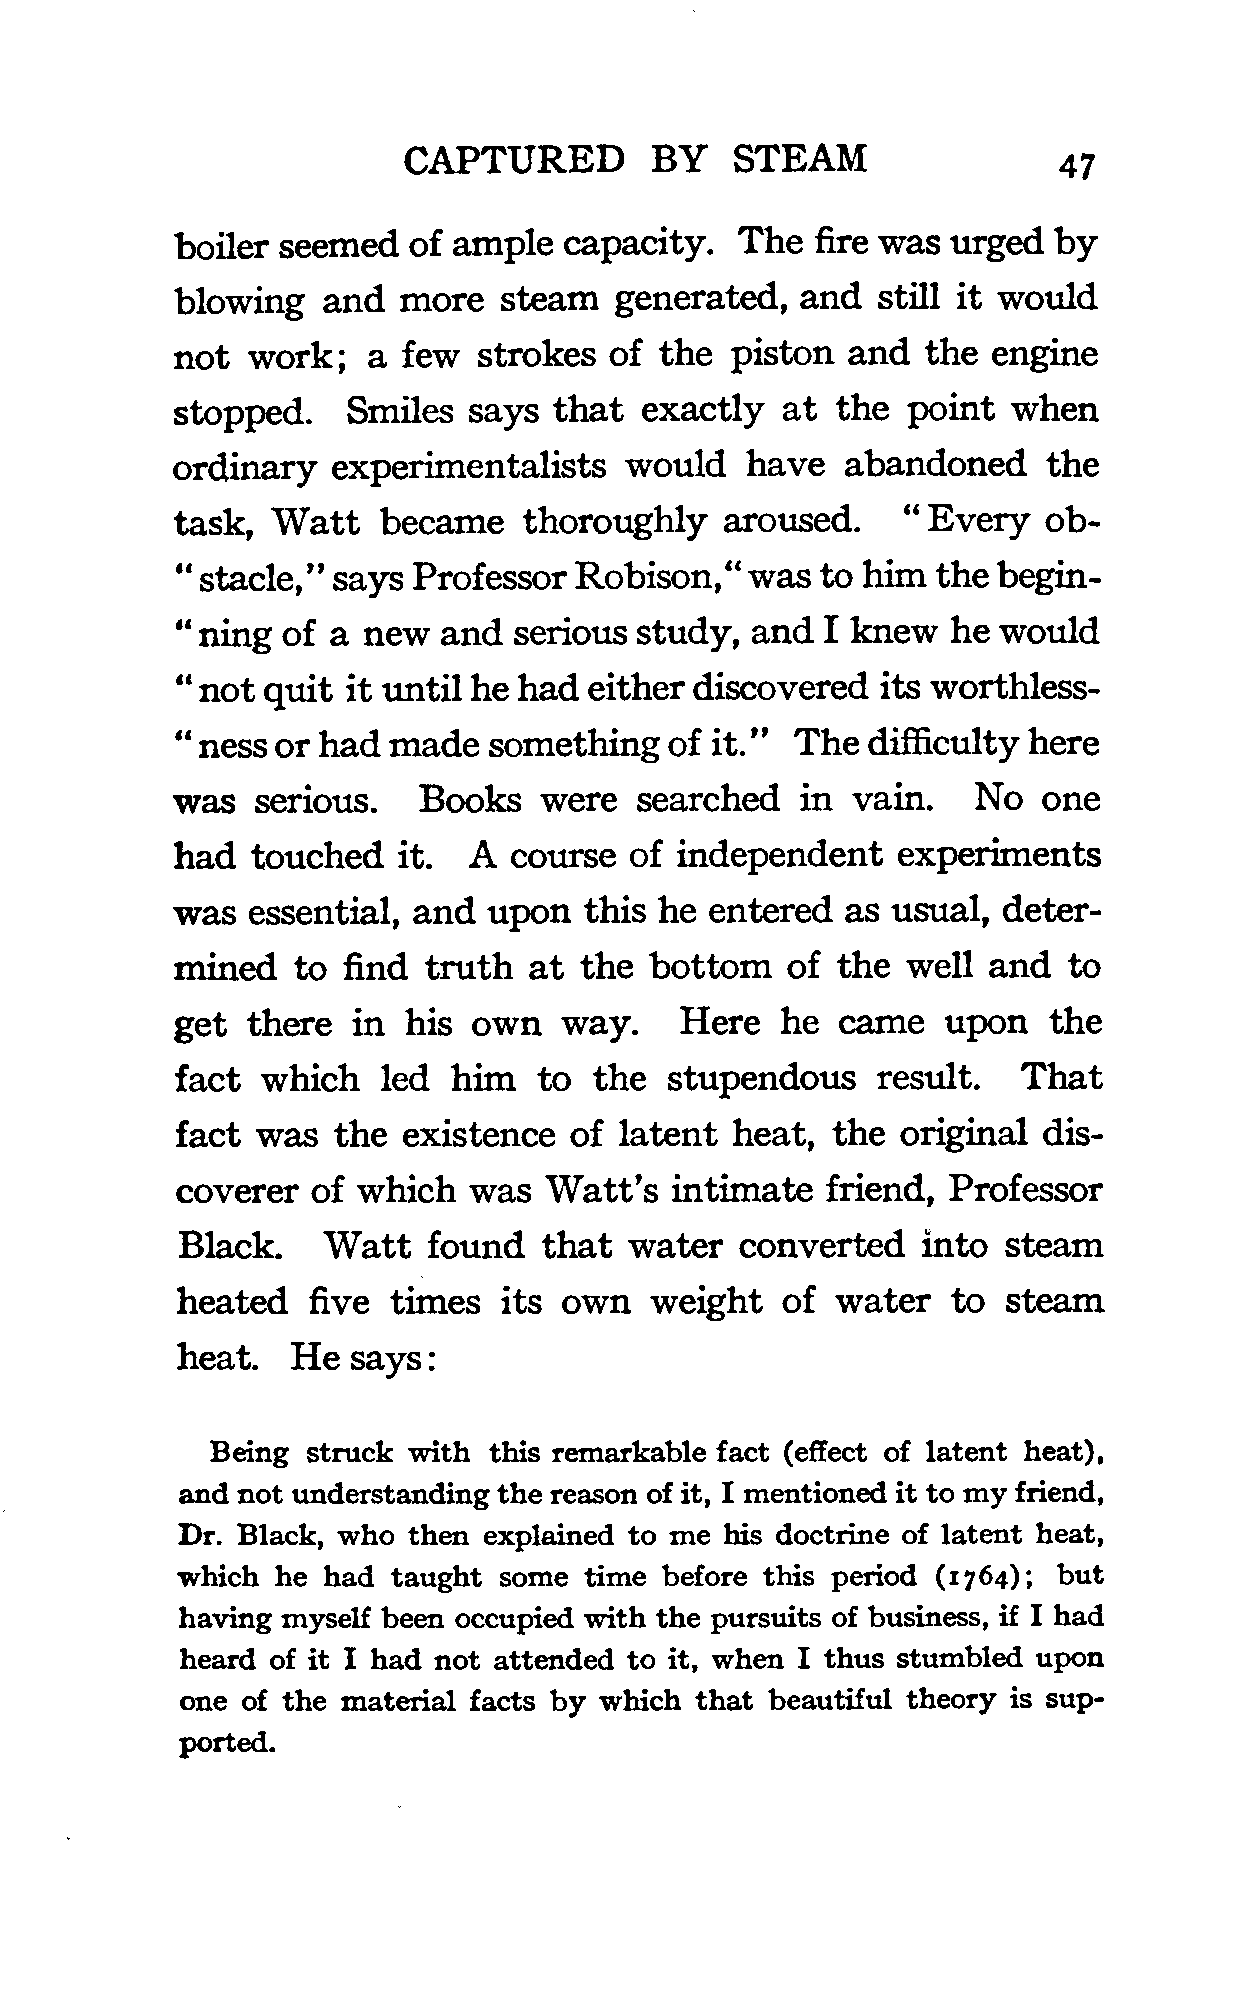 CAPTURED BY STEAM 47
boiler seemed of ample capacity. The fire was urged by
blowing and more steam generated, and still it would
not work; a few strokes of the piston and the engine
stopped. Smiles says that exactly at the point when
ordinary experimentalists would have abandoned the
task, Watt became thoroughly aroused. “Every ob-
“stacle,” says Professor Robison,“was to him the begin-
“ning of a new and serious study, and I knew he would
“not quit it until he had either discovered its worthless-
“ness or had made something of it.” The difficulty here
was serious. Books were searched in vain. No one
had touched it. A course of independent experiments
was essential, and upon this he entered as usual, deter-
mined to find truth at the bottom of the well and to
get there in his own way. Here he came upon the
fact which led him to the stupendous result. That
fact was the existence of latent heat, the original dis-
coverer of which was Watt's intimate friend, Professor
Black. Watt found that water converted into steam
heated five times its own weight of water to steam
heat. He says:
Being struck with this remarkable fact (effect of latent heat),
and not understanding the reason of it, I mentioned it to my friend,
Dr. Black, who then explained to me his doctrine of latent heat,
which he had taught some time before this period (1764); but
having myself been occupied with the pursuits of business, if I had
heard of it I had not attended to it, when I thus stumbled upon
one of the material facts by which that beautiful theory is sup-
ported.